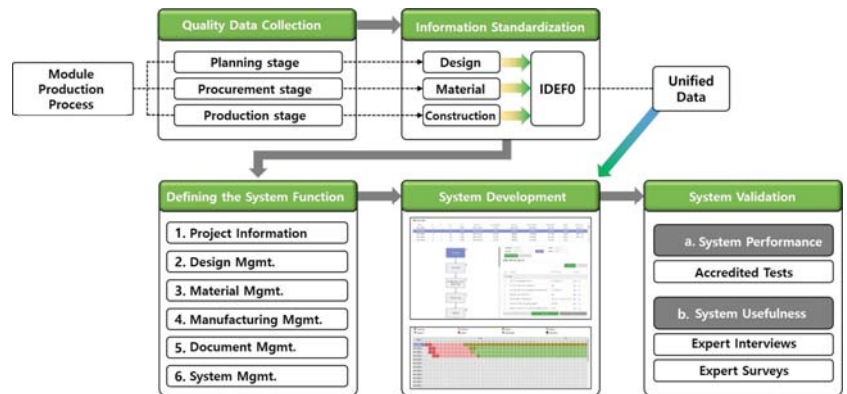 Quality Data Collection
Information Standardization
Module
Production
Process
Planning stage
Procurement stage
Production stage
Design
Material
Construction
IDEF0
Unified
Data
Defining the System Function
System Development
System Validation
1. Project Information
2. Design Mgmt.
3. Material Mgmt.
4. Manufacturing Mgmt.
5. Document Mgmt.
6. System Mgmt.
a. System Performance
Accredited Tests
b. System Usefulness
Expert Interviews
Expert Surveys